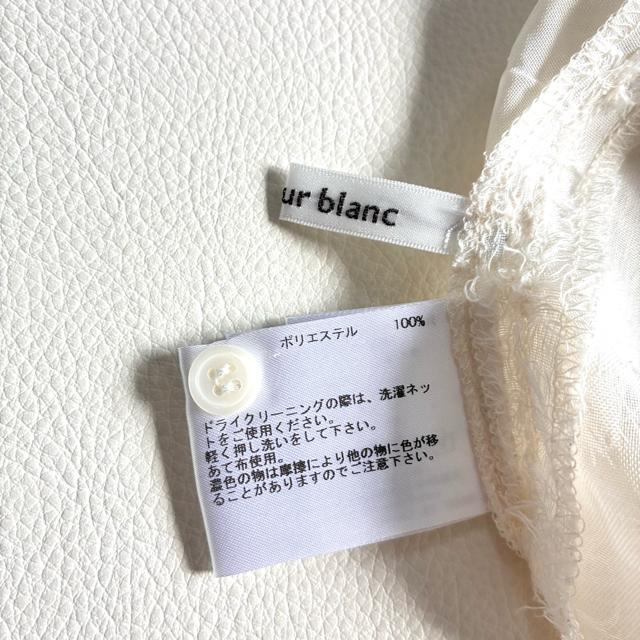 ur blanc
ポリエステル 100%
ドライクリーニングの際は、洗濯ネッ
トをご使用ください。
軽く押し洗いをして下さい。
あて布使用。
濃色の物は摩擦により他の物に色が移
ることがありますのでご注意下さい。